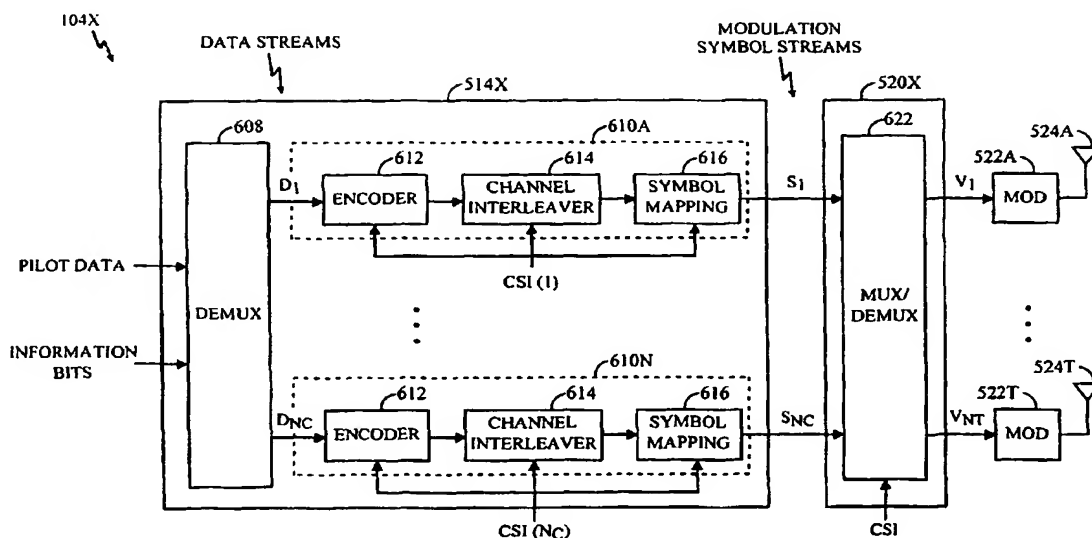 104X
DATA STREAMS
MODULATION
SYMBOL STREAMS
514X
520X
608
610A
622
524A
612
614
616
522A
D1
ENCODER
CHANNEL
INTERLEAVER
SYMBOL
MAPPING
S1
V1
MOD
CSI (1)
PILOT DATA
DEMUX
MUX/
DEMUX
INFORMATION
BITS
610N
524T
612
614
616
522T
DNC
ENCODER
CHANNEL
INTERLEAVER
SYMBOL
MAPPING
SNC
VNT
MOD
CSI (NC)
CSI